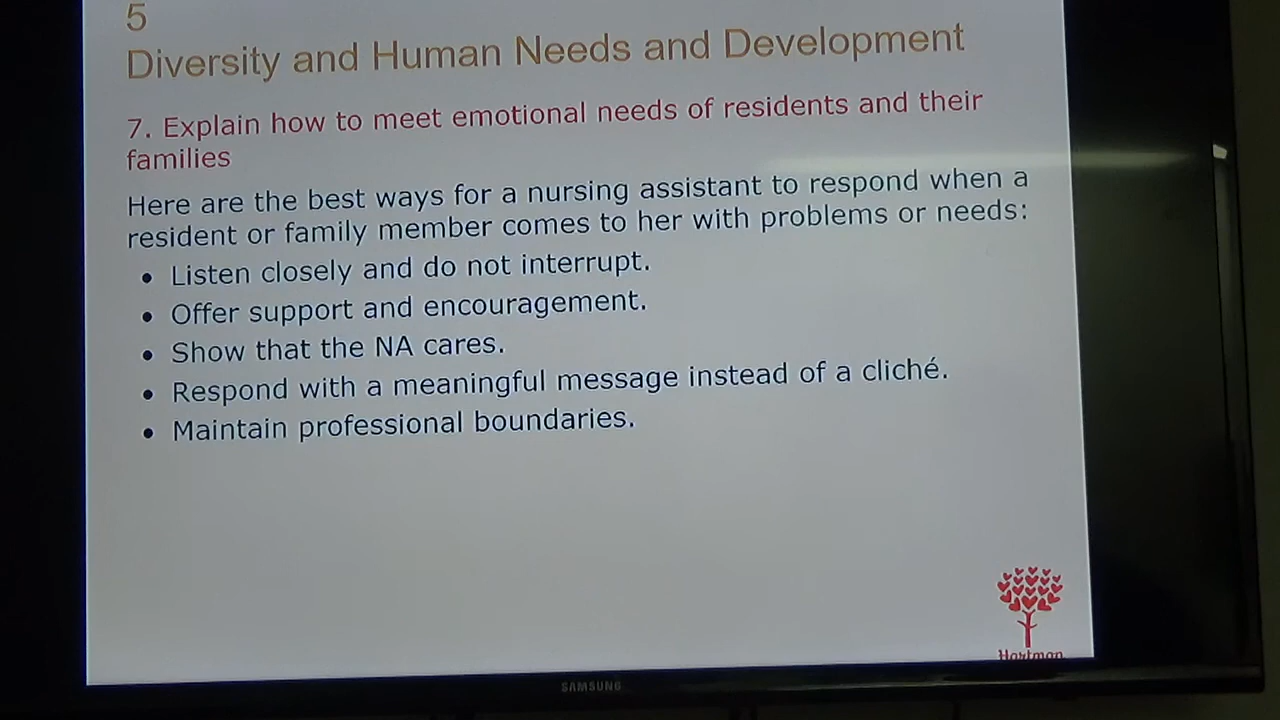 5
Diversity and Human Needs and Development
7. Explain how to meet emotional needs of residents and their
families
Here are the best ways for a nursing assistant to respond when a
resident or family member comes to her with problems or needs:
• Listen closely and do not interrupt.
• Offer support and encouragement.
• Show that the NA cares.
• Respond with a meaningful message instead of a cliché.
• Maintain professional boundaries.
Hartman
SAMSUNG